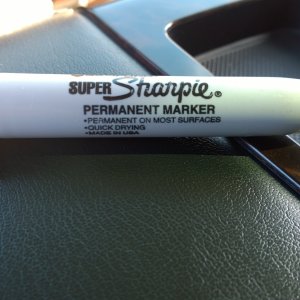 SUPER Sharpie®
PERMANENT MARKER
•PERMANENT ON MOST SURFACES
•QUICK DRYING
•MADE IN USA